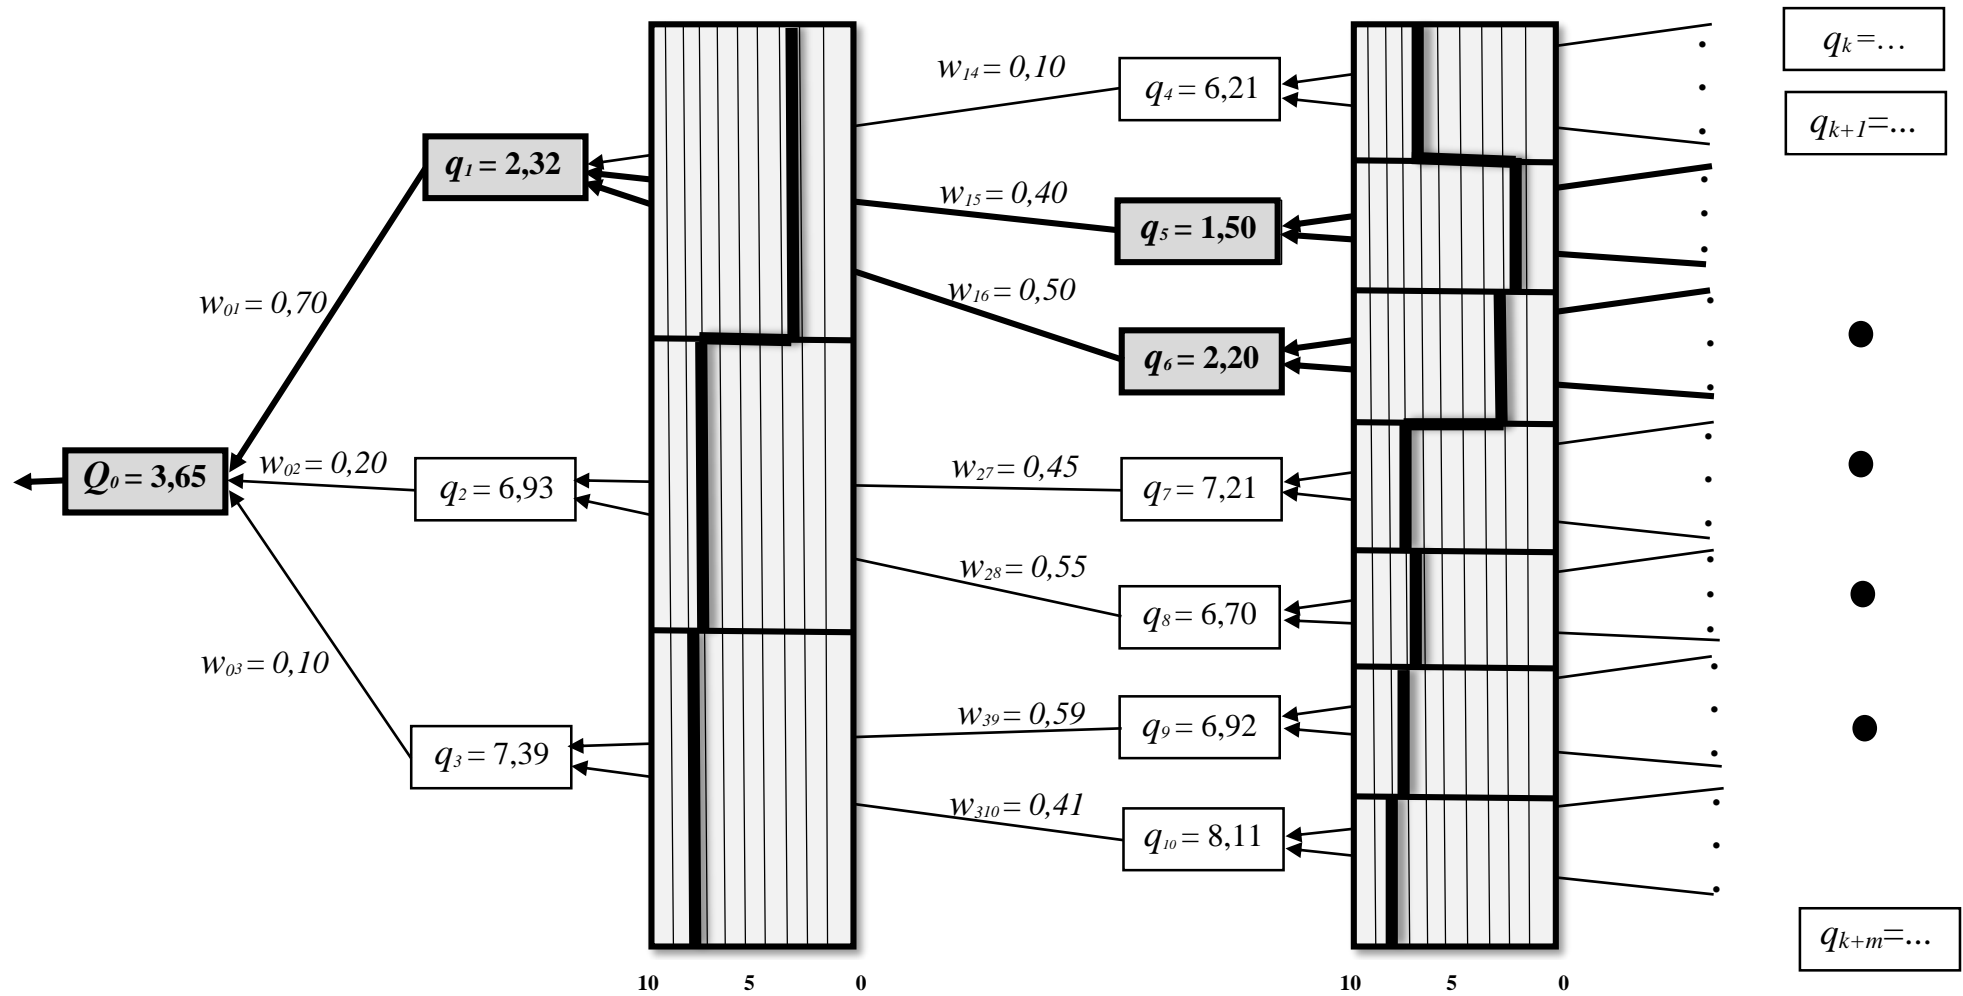 Q0 = 3,65
w01 = 0,70
w02 = 0,20
w03 = 0,10
q1 = 2,32
q2 = 6,93
q3 = 7,39
10 5 0
w14 = 0,10
w15 = 0,40
w16 = 0,50
w27 = 0,45
w28 = 0,55
w39 = 0,59
w310 = 0,41
q4 = 6,21
q5 = 1,50
q6 = 2,20
q7 = 7,21
q8 = 6,70
q9 = 6,92
q10 = 8,11
10 5 0
qk =...
qk+1=...
qk+m=...